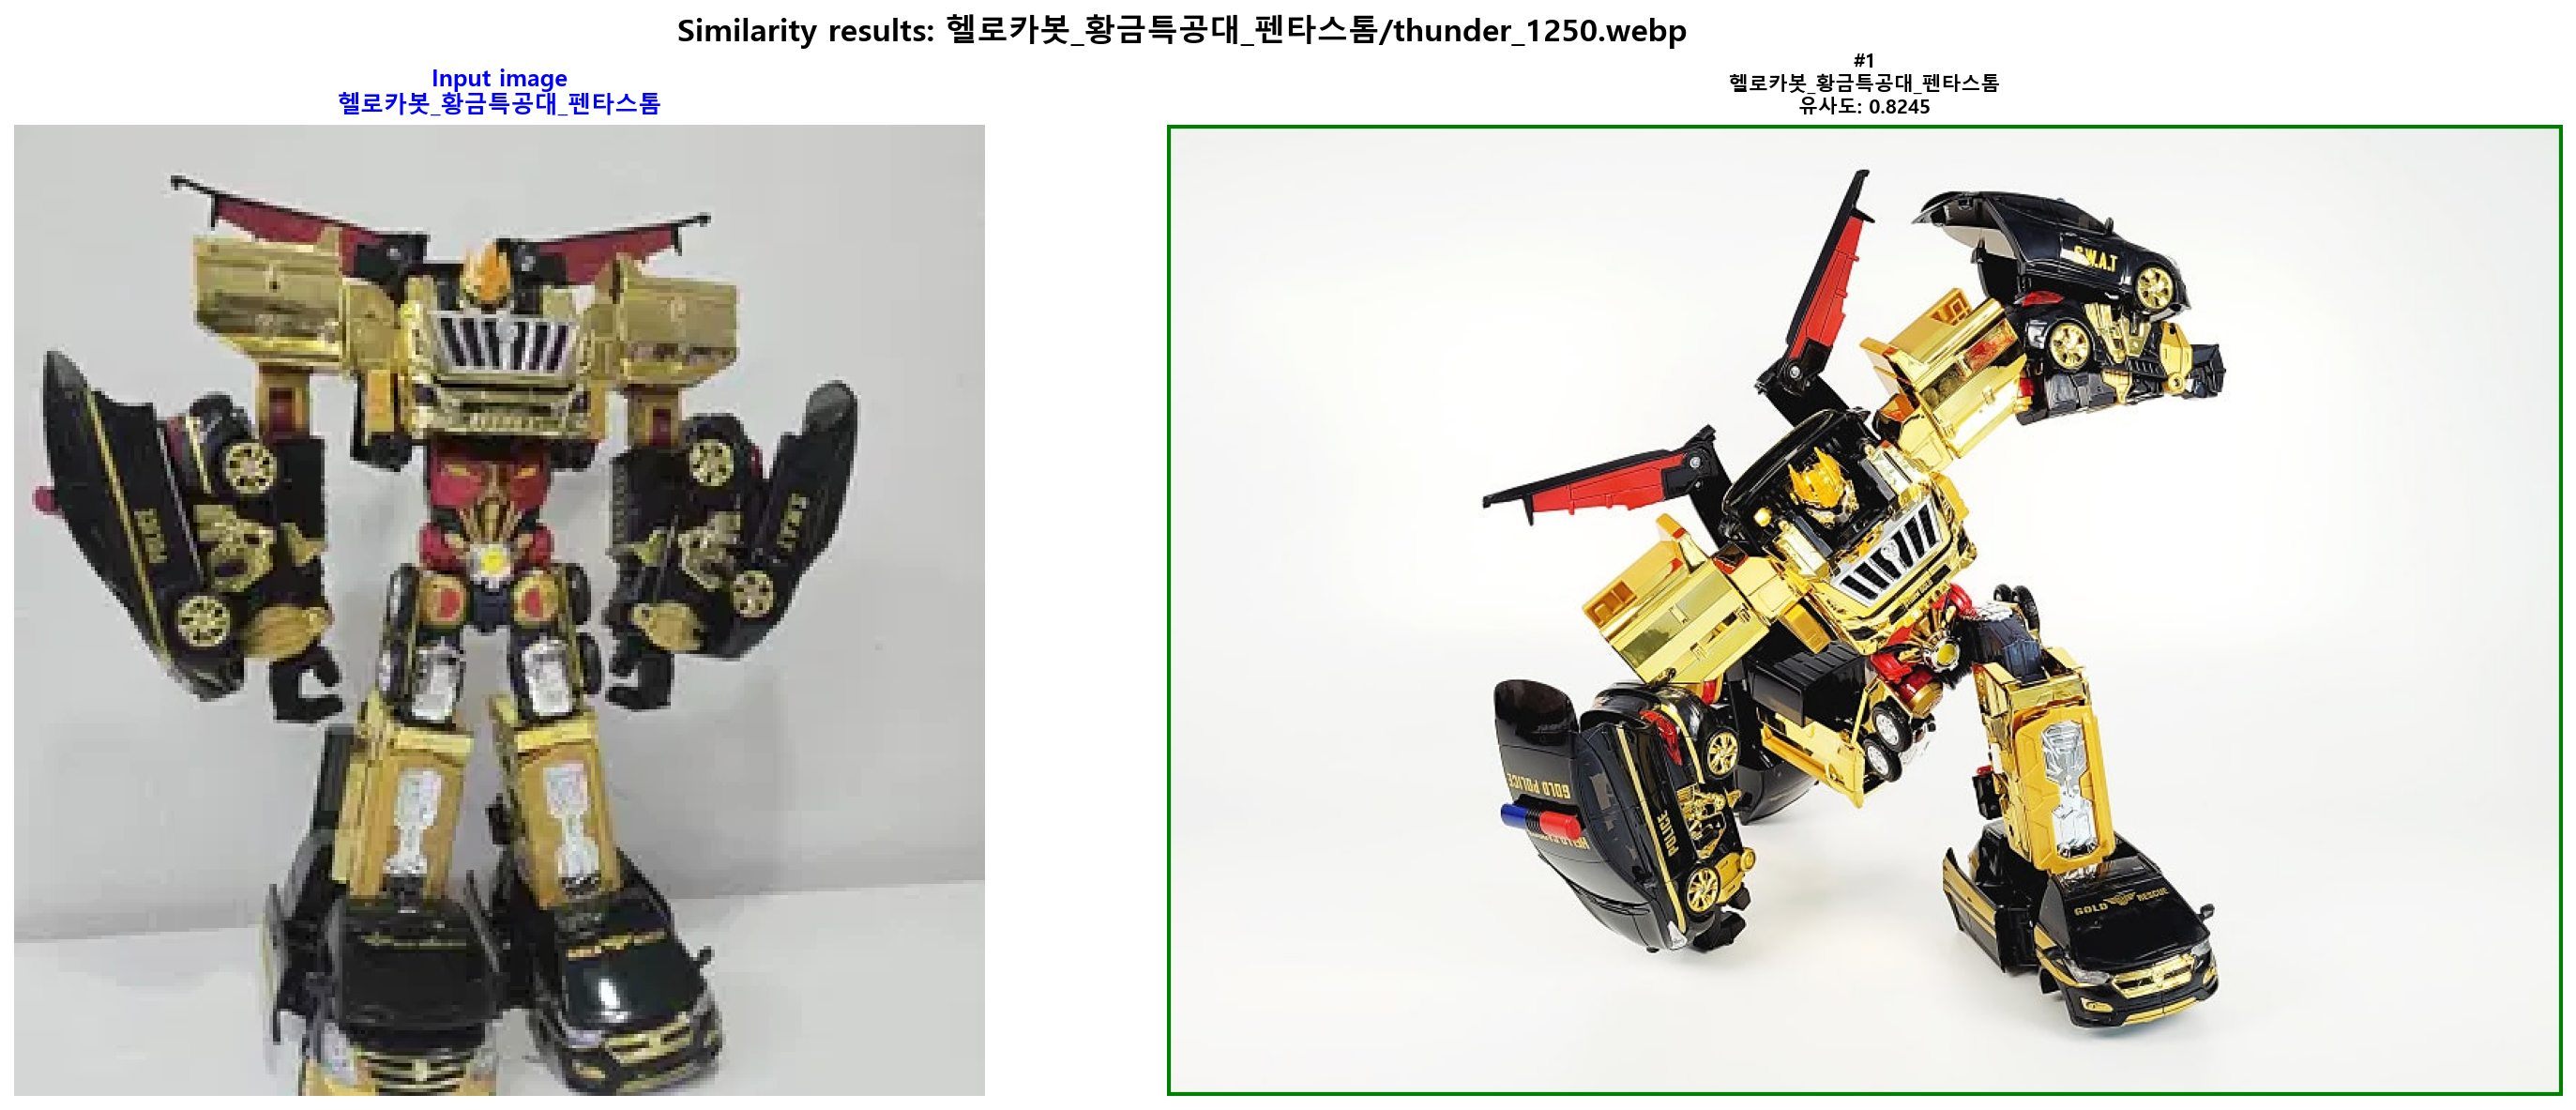 Similarity results: 헬로카봇_황금특공대_펜타스톰/thunder_1250.webp
Input image
헬로카봇_황금특공대_펜타스톰
#1
헬로카봇_황금특공대_펜타스톰
유사도: 0.8245
S.W.A.T
GOLD POLICE
POLICE
GOLD RESCUE